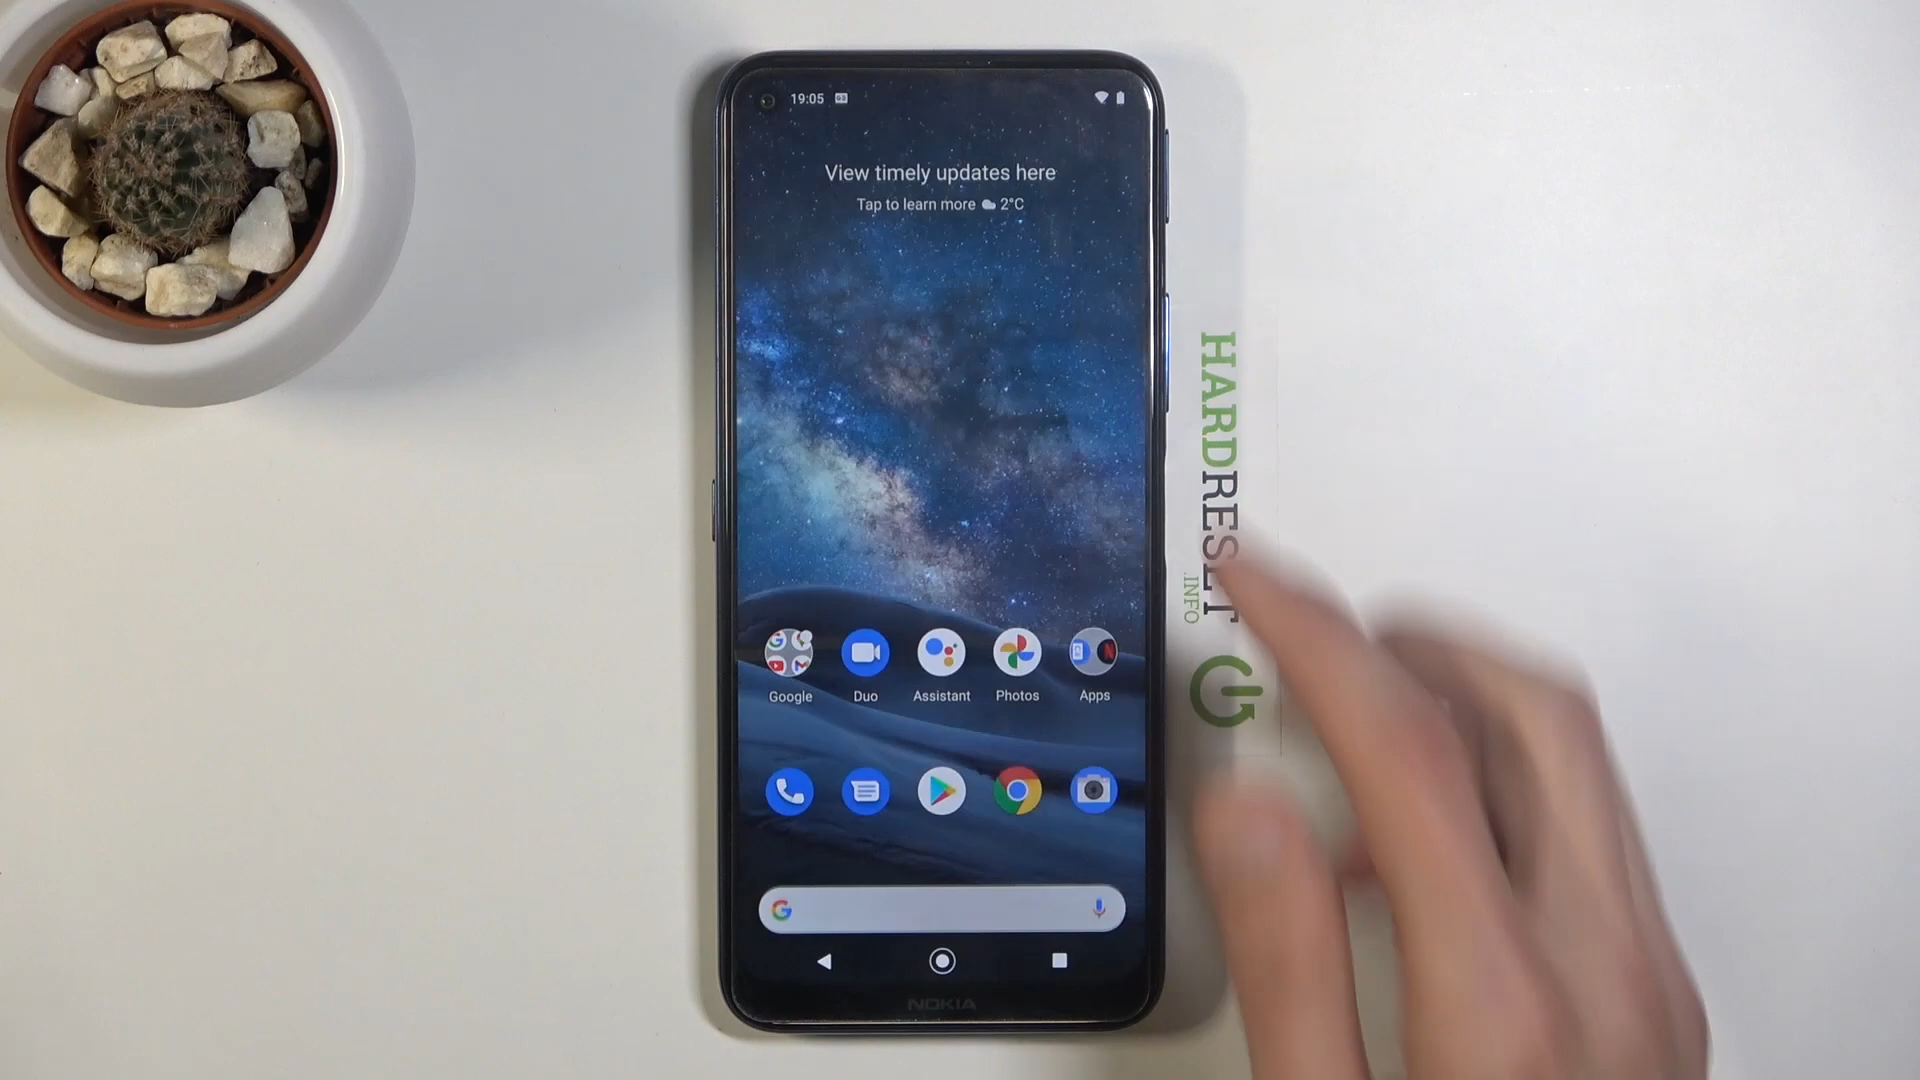 19:05
View timely updates here
Tap to learn more 2°C
Google Duo Assistant Photos Apps
NOKIA
HARDRESET
.INFO